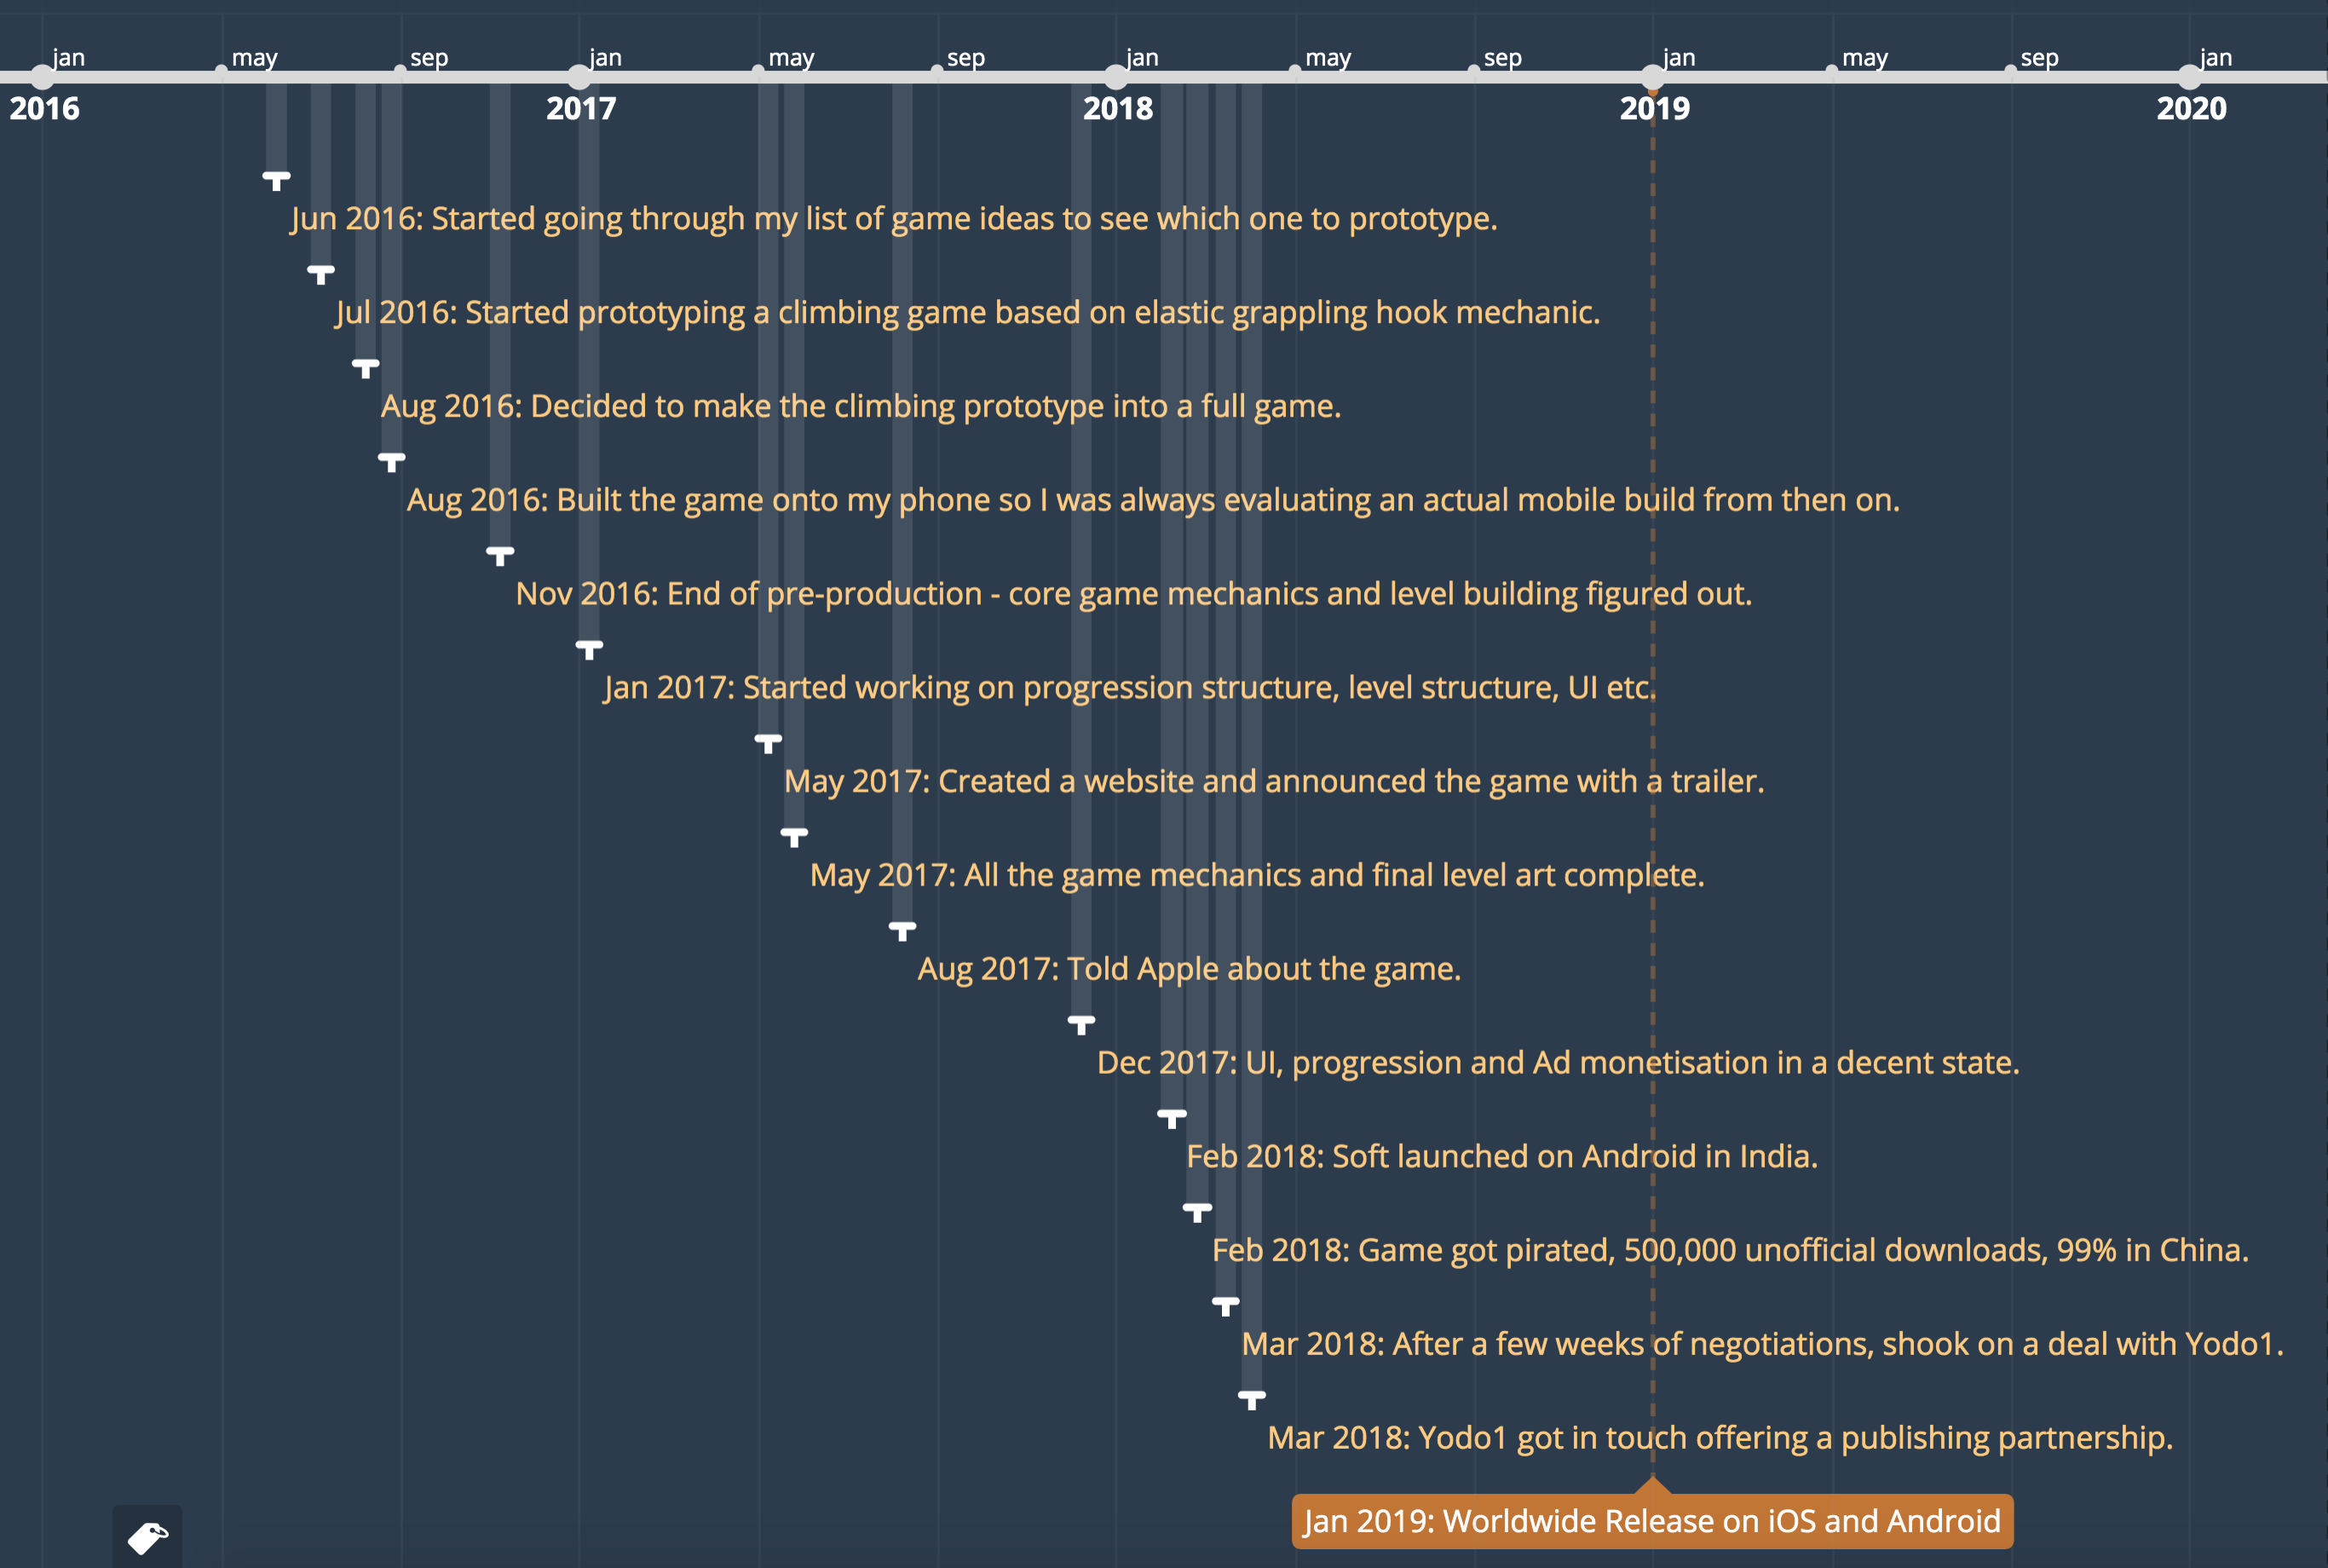 jan may sep jan may sep jan may sep jan may sep jan
2016 2017 2018 2019 2020
Jun 2016: Started going through my list of game ideas to see which one to prototype.
Jul 2016: Started prototyping a climbing game based on elastic grappling hook mechanic.
Aug 2016: Decided to make the climbing prototype into a full game.
Aug 2016: Built the game onto my phone so I was always evaluating an actual mobile build from then on.
Nov 2016: End of pre-production - core game mechanics and level building figured out.
Jan 2017: Started working on progression structure, level structure, UI etc.
May 2017: Created a website and announced the game with a trailer.
May 2017: All the game mechanics and final level art complete.
Aug 2017: Told Apple about the game.
Dec 2017: UI, progression and Ad monetisation in a decent state.
Feb 2018: Soft launched on Android in India.
Feb 2018: Game got pirated, 500,000 unofficial downloads, 99% in China.
Mar 2018: After a few weeks of negotiations, shook on a deal with Yodo1.
Mar 2018: Yodo1 got in touch offering a publishing partnership.
Jan 2019: Worldwide Release on iOS and Android